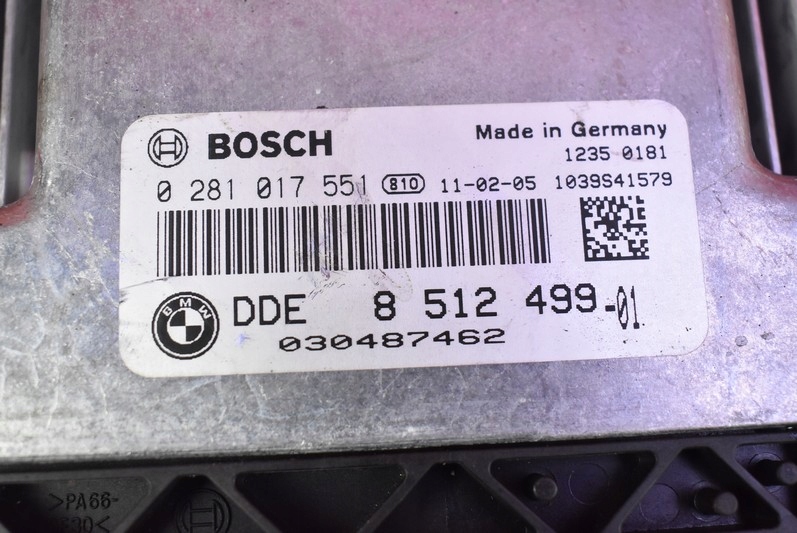 BOSCH
Made in Germany
1235 0181
0 281 017 551 810 11-02-05 1039S41579
BMW
DDE 8 512 499-01
030487462
>PA66-